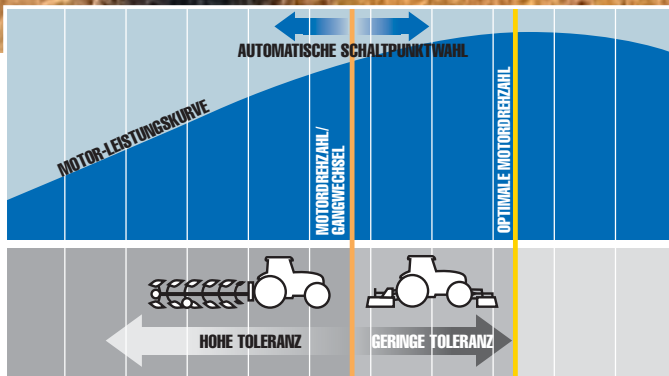 AUTOMATISCHE SCHALTPUNKTWAHL
MOTOR-LEISTUNGSKURVE
MOTORDREHZAHL/
GANGWECHSEL
OPTIMALE MOTORDREHZAHL
HOHE TOLERANZ
GERINGE TOLERANZ